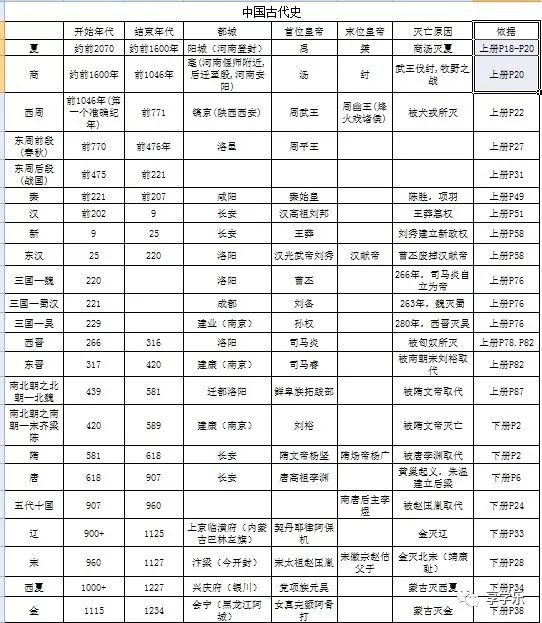 中国古代史
开始年代 结束年代 都城 首位皇帝 末位皇帝 灭亡原因 依据
夏 约前2070 约前1600年 阳城（河南登封） 禹 桀 商汤灭夏 上册P18-P20
商 约前1600年 前1046年 亳(河南偃师附近，后迁至殷，河南安阳) 汤 纣 武王伐纣,牧野之战 上册P20
西周 前1046年(第一个准确纪年) 前771 镐京(陕西西安) 周武王 周幽王(烽火戏诸侯) 被犬戎所灭 上册P22
东周前段(春秋) 前770 前476年 洛邑 周平王 上册P27
东周后段(战国) 前475 前221 上册P31
秦 前221 前207 咸阳 秦始皇 陈胜，项羽 上册P49
汉 前202 9 长安 汉高祖刘邦 王莽篡权 上册P51
新 9 25 长安 王莽 刘秀建立新政权 上册P58
东汉 25 220 洛阳 汉光武帝刘秀 汉献帝 曹丕废掉汉献帝 上册P58
三国—魏 220 洛阳 曹丕 266年，司马炎自立为帝 上册P76
三国—蜀汉 221 成都 刘备 263年，魏灭蜀 上册P76
三国—吴 229 建业（南京） 孙权 280年，西晋灭吴 上册P76
西晋 266 316 洛阳 司马炎 被匈奴所灭 上册P78.P82
东晋 317 420 建康（南京） 司马睿 被南朝宋刘裕取代 上册P82
南北朝之北朝—北魏 439 581 迁都洛阳 鲜卑族拓跋部 被隋文帝取代 上册P87
南北朝之南朝—宋齐梁陈 420 589 建康（南京） 刘裕 被隋文帝灭亡 下册P2
隋 581 618 长安 隋文帝杨坚 隋炀帝杨广 被唐李渊取代 下册P2
唐 618 907 长安 唐高祖李渊 黄巢起义，朱温建立后梁 下册P6
五代十国 907 960 南唐后主李煜 被赵匡胤取代 下册P24
辽 900+ 1125 上京临潢府（内蒙古巴林左旗） 契丹耶律阿保机 金灭辽 下册P33
宋 960 1127 汴梁（今开封） 宋太祖赵匡胤 宋徽宗赵佶父子 金灭北宋（靖康耻） 下册P28
西夏 1000+ 1227 兴庆府（银川） 党项族元昊 蒙古灭西夏 下册P34
金 1115 1234 会宁（黑龙江阿城） 女真完颜阿骨打 蒙古灭金 下册P38
享学乐